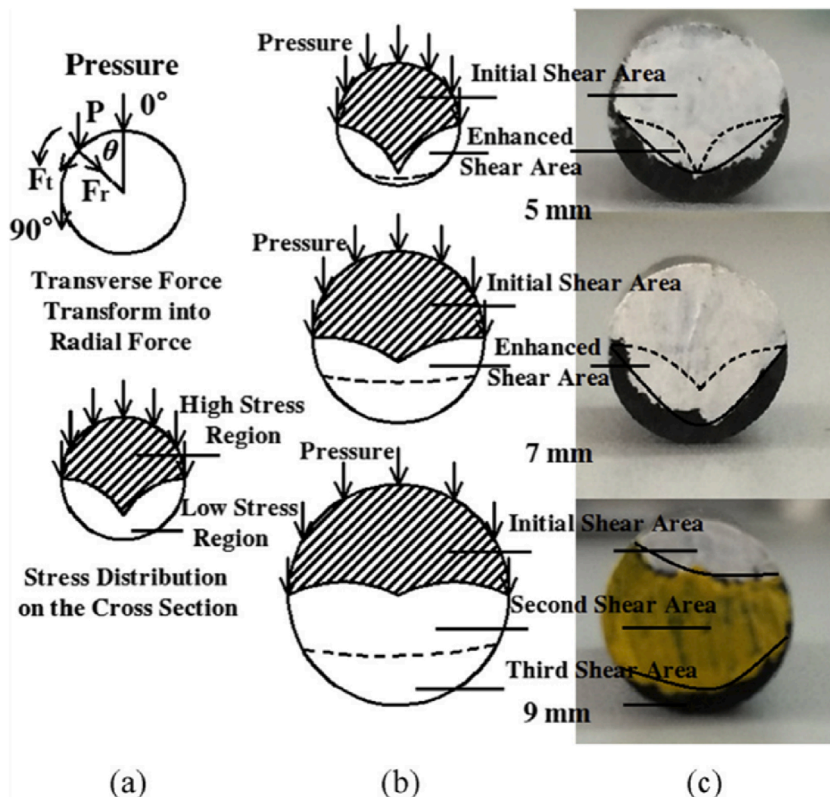 Pressure
P
0°
θ
Ft
Fr
90°
Transverse Force
Transform into
Radial Force
High Stress
Region
Low Stress
Region
Stress Distribution
on the Cross Section
(a)
Pressure
Initial Shear Area
Enhanced
Shear Area
5 mm
Pressure
Initial Shear Area
Enhanced
Shear Area
7 mm
Pressure
Initial Shear Area
Second Shear Area
Third Shear Area
9 mm
(b)
(c)